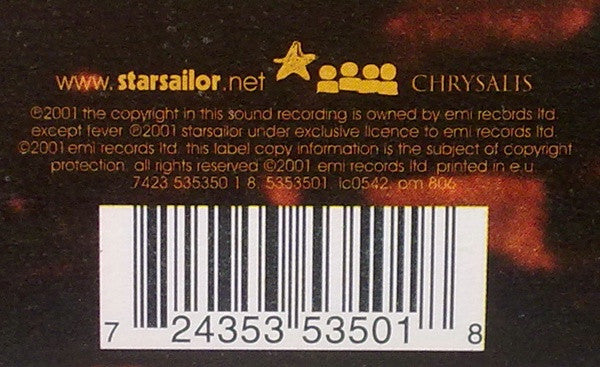 www.starsailor.net CHRYSALIS
℗2001 the copyright in this sound recording is owned by emi records ltd.
except fever ℗2001 starsailor under exclusive licence to emi records ltd.
©2001 emi records ltd. this label copy information is the subject of copyright
protection. all rights reserved ©2001 emi records ltd. printed in e.u.
7423 535350 1 8. 5353501. lc0542. pm 806
7 24353 53501 8